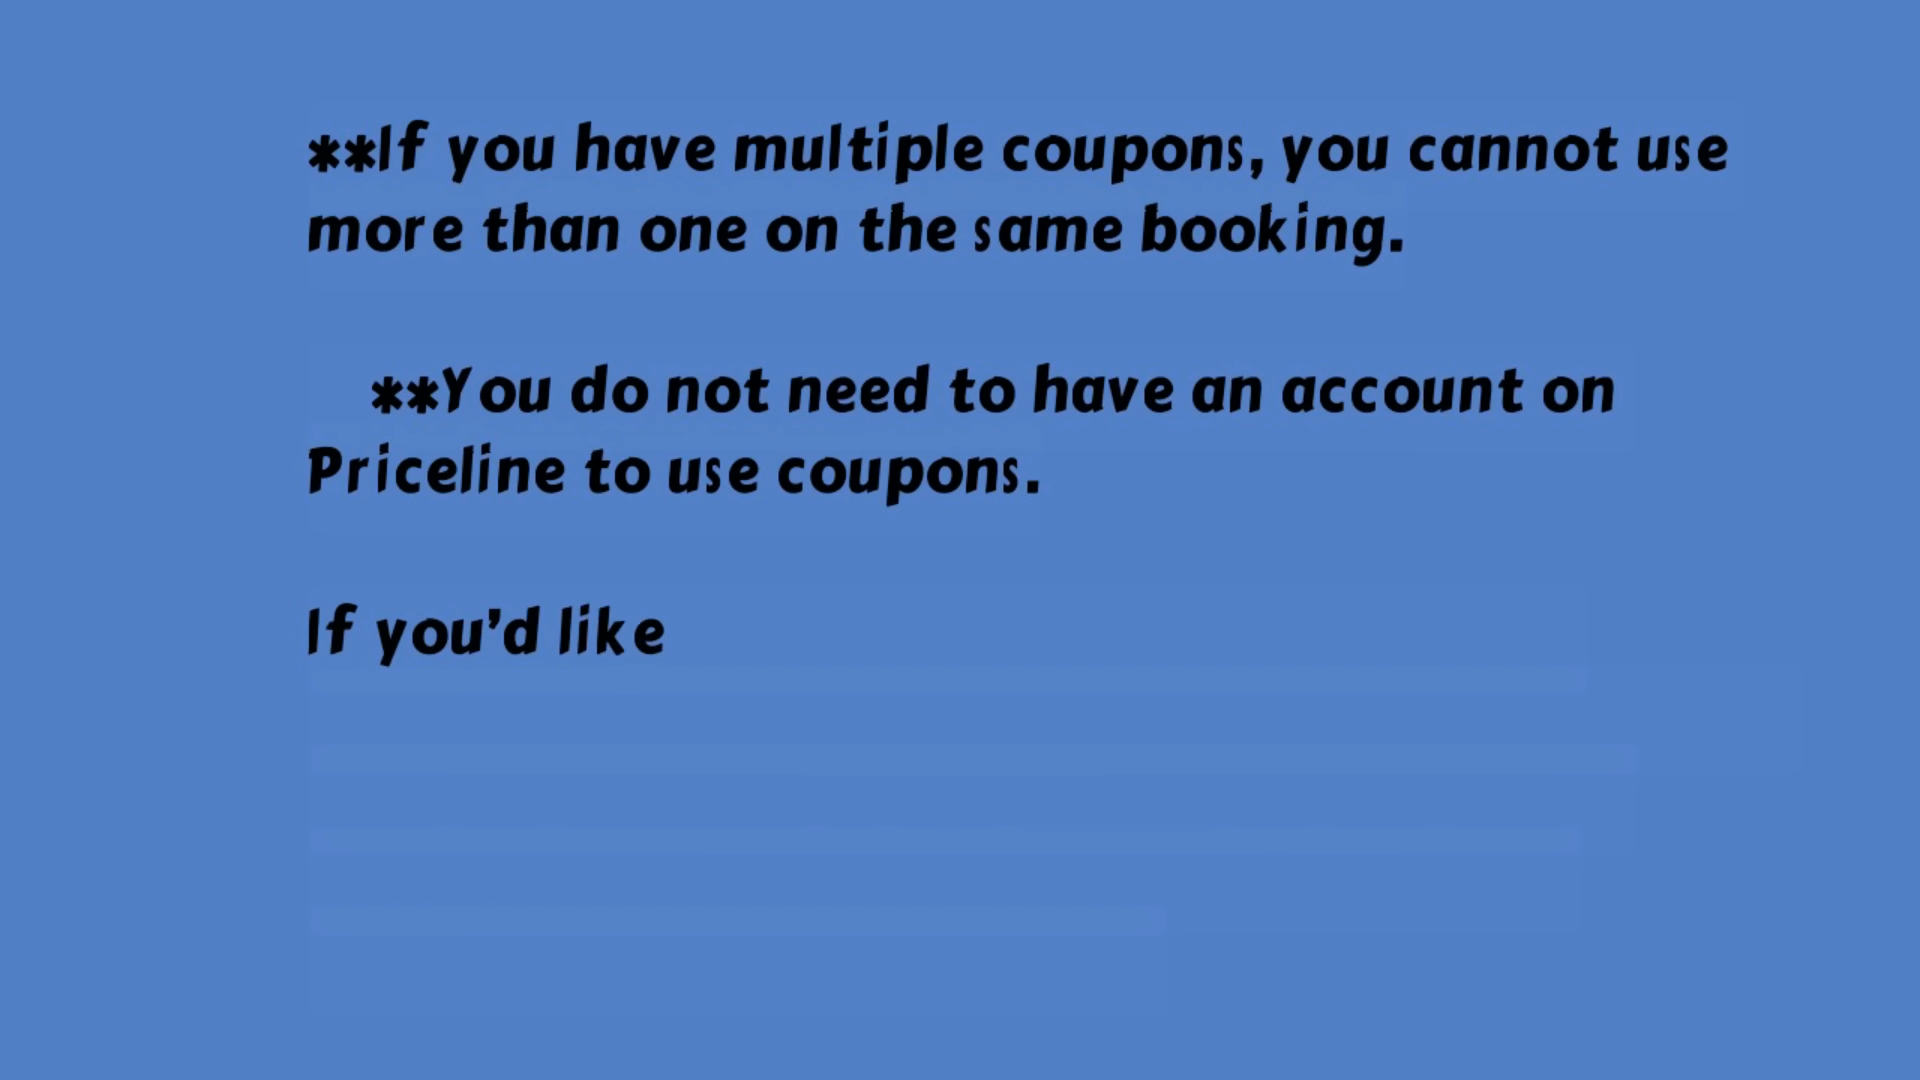 **If you have multiple coupons, you cannot use
more than one on the same booking.
**You do not need to have an account on
Priceline to use coupons.
If you'd like